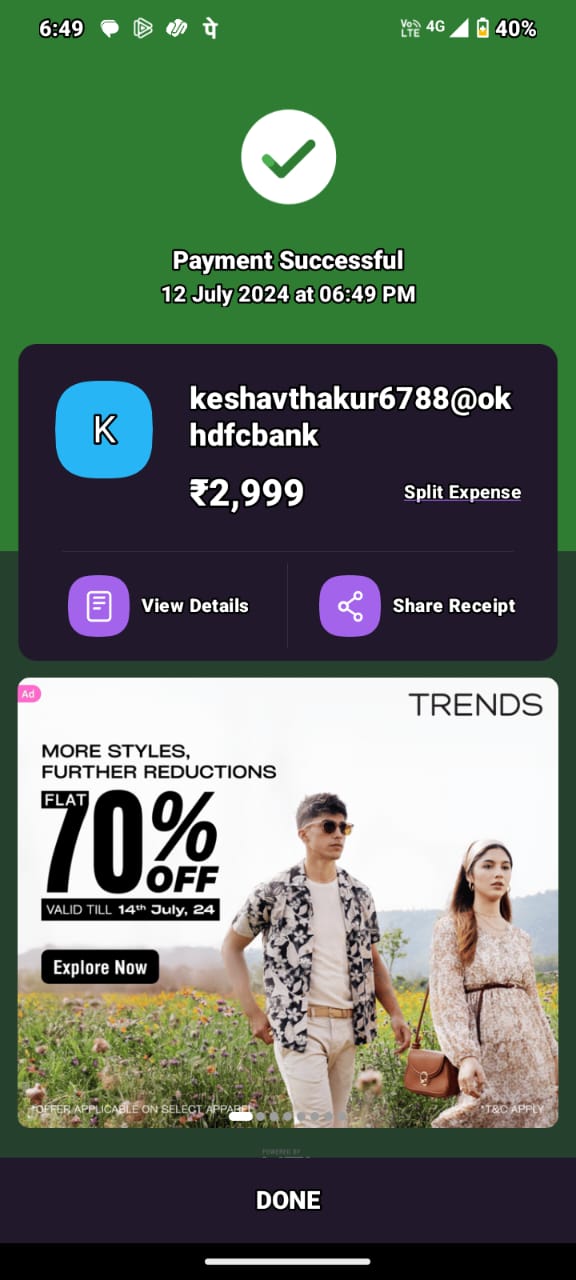 6:49 पे Vo LTE 4G 40%
Payment Successful
12 July 2024 at 06:49 PM
K
keshavthakur6788@ok
hdfcbank
₹2,999
Split Expense
View Details
Share Receipt
Ad
TRENDS
MORE STYLES,
FURTHER REDUCTIONS
FLAT
70%
OFF
VALID TILL 14th July, 24
Explore Now
*OFFER APPLICABLE ON SELECT APPAREL
*T&C APPLY
POWERED BY
DONE